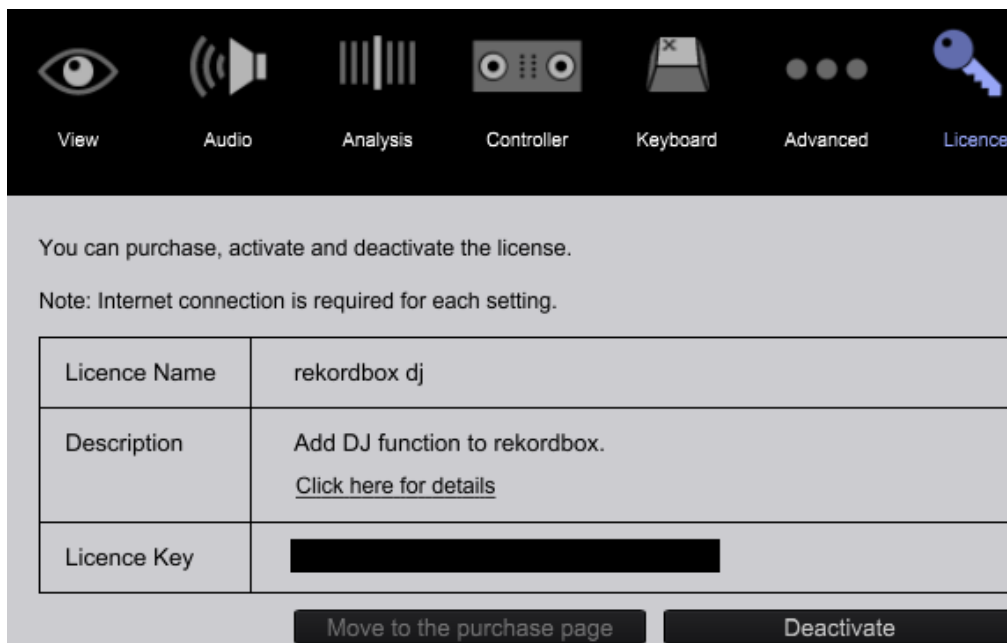 View Audio Analysis Controller Keyboard Advanced Licence
You can purchase, activate and deactivate the license.
Note: Internet connection is required for each setting.
Licence Name rekordbox dj
Description Add DJ function to rekordbox.
Click here for details
Licence Key
Move to the purchase page Deactivate